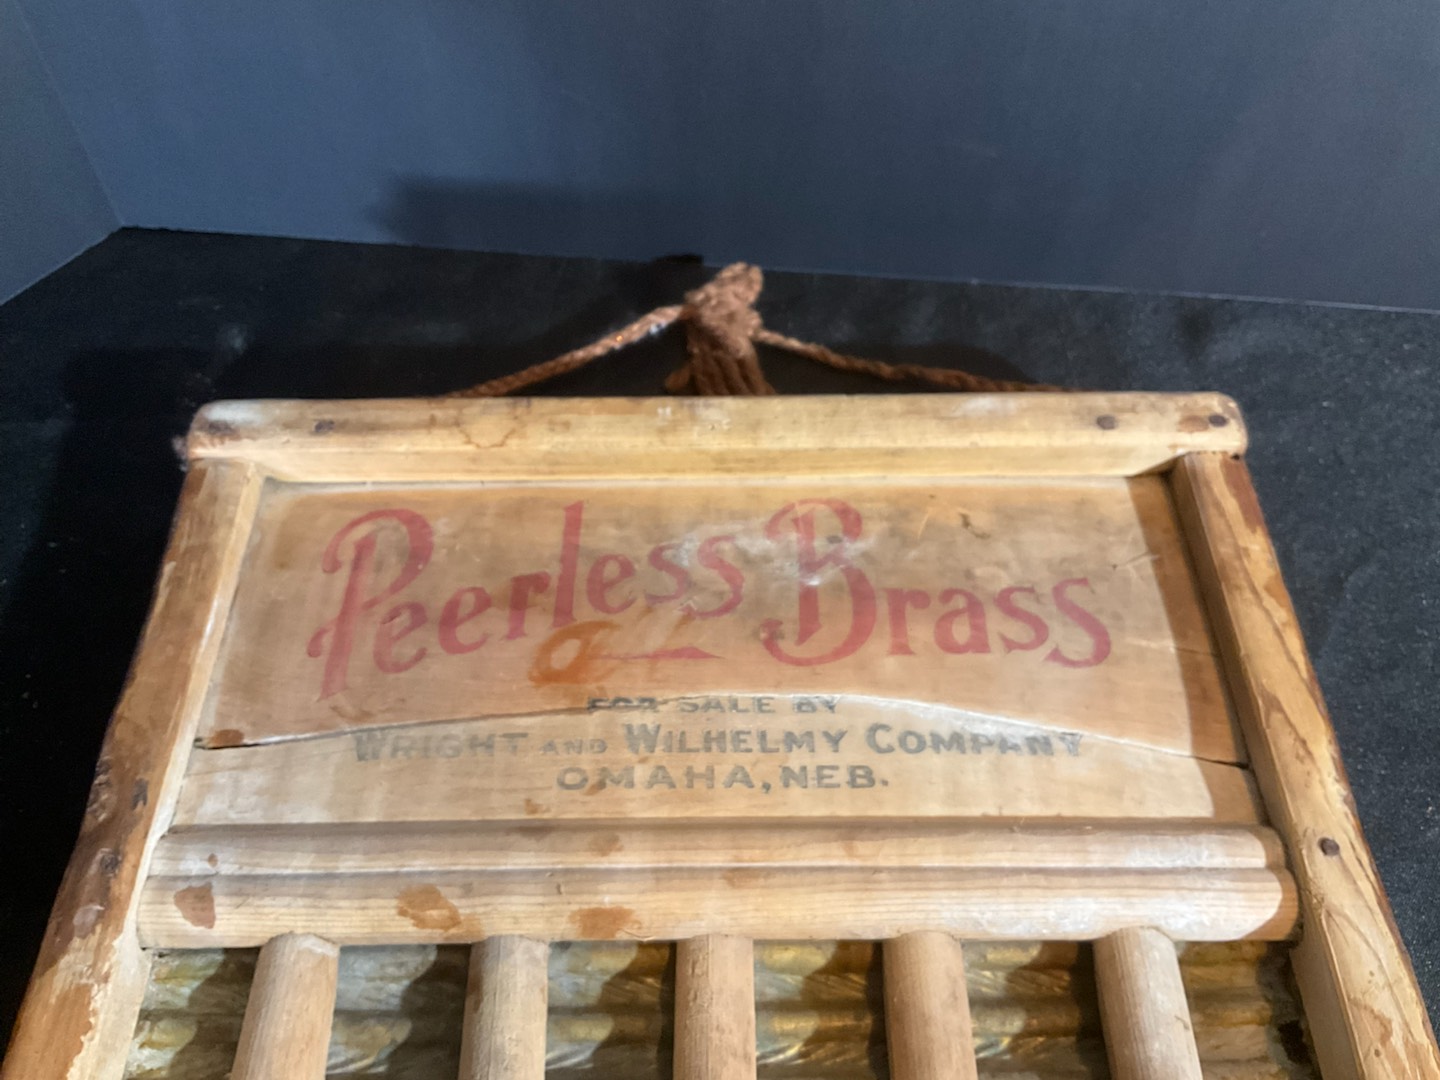 Peerless Brass
FOR SALE BY
WRIGHT AND WILHELMY COMPANY
OMAHA, NEB.